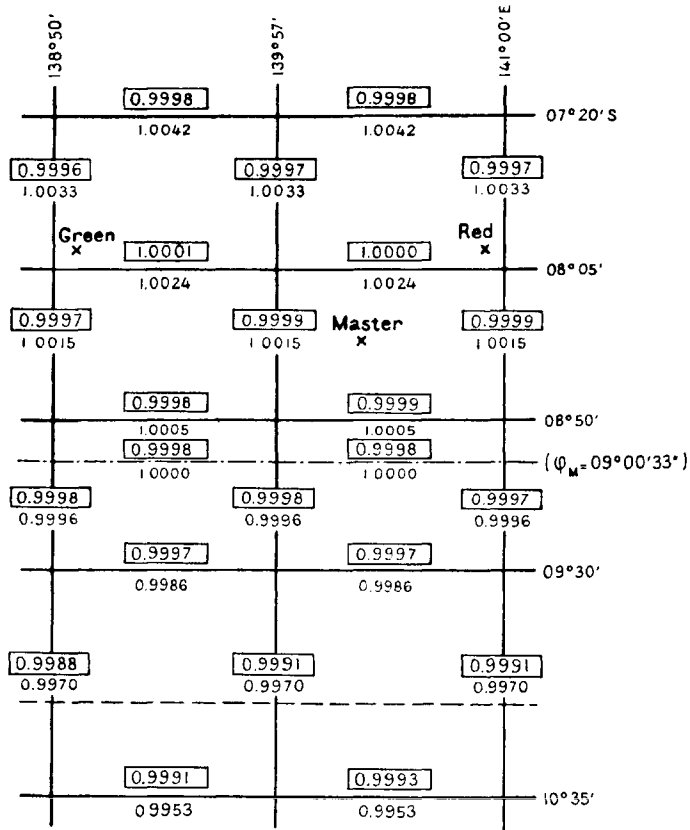 138°50' 139°57' 141°00'E
0.9998 0.9998
07°20'S
1.0042 1.0042
0.9996 0.9997 0.9997
1.0033 1.0033 1.0033
Green Red
x x
1.0001 1.0000
08°05'
1.0024 1.0024
0.9997 0.9999 0.9999
1.0015 1.0015 1.0015
Master
x
0.9998 0.9999
08°50'
1.0005 1.0005
0.9998 0.9998
(φM=09°00'33")
1.0000 1.0000
0.9998 0.9998 0.9997
0.9996 0.9996 0.9996
0.9997 0.9997
09°30'
0.9986 0.9986
0.9988 0.9991 0.9991
0.9970 0.9970 0.9970
0.9991 0.9993
10°35'
0.9953 0.9953